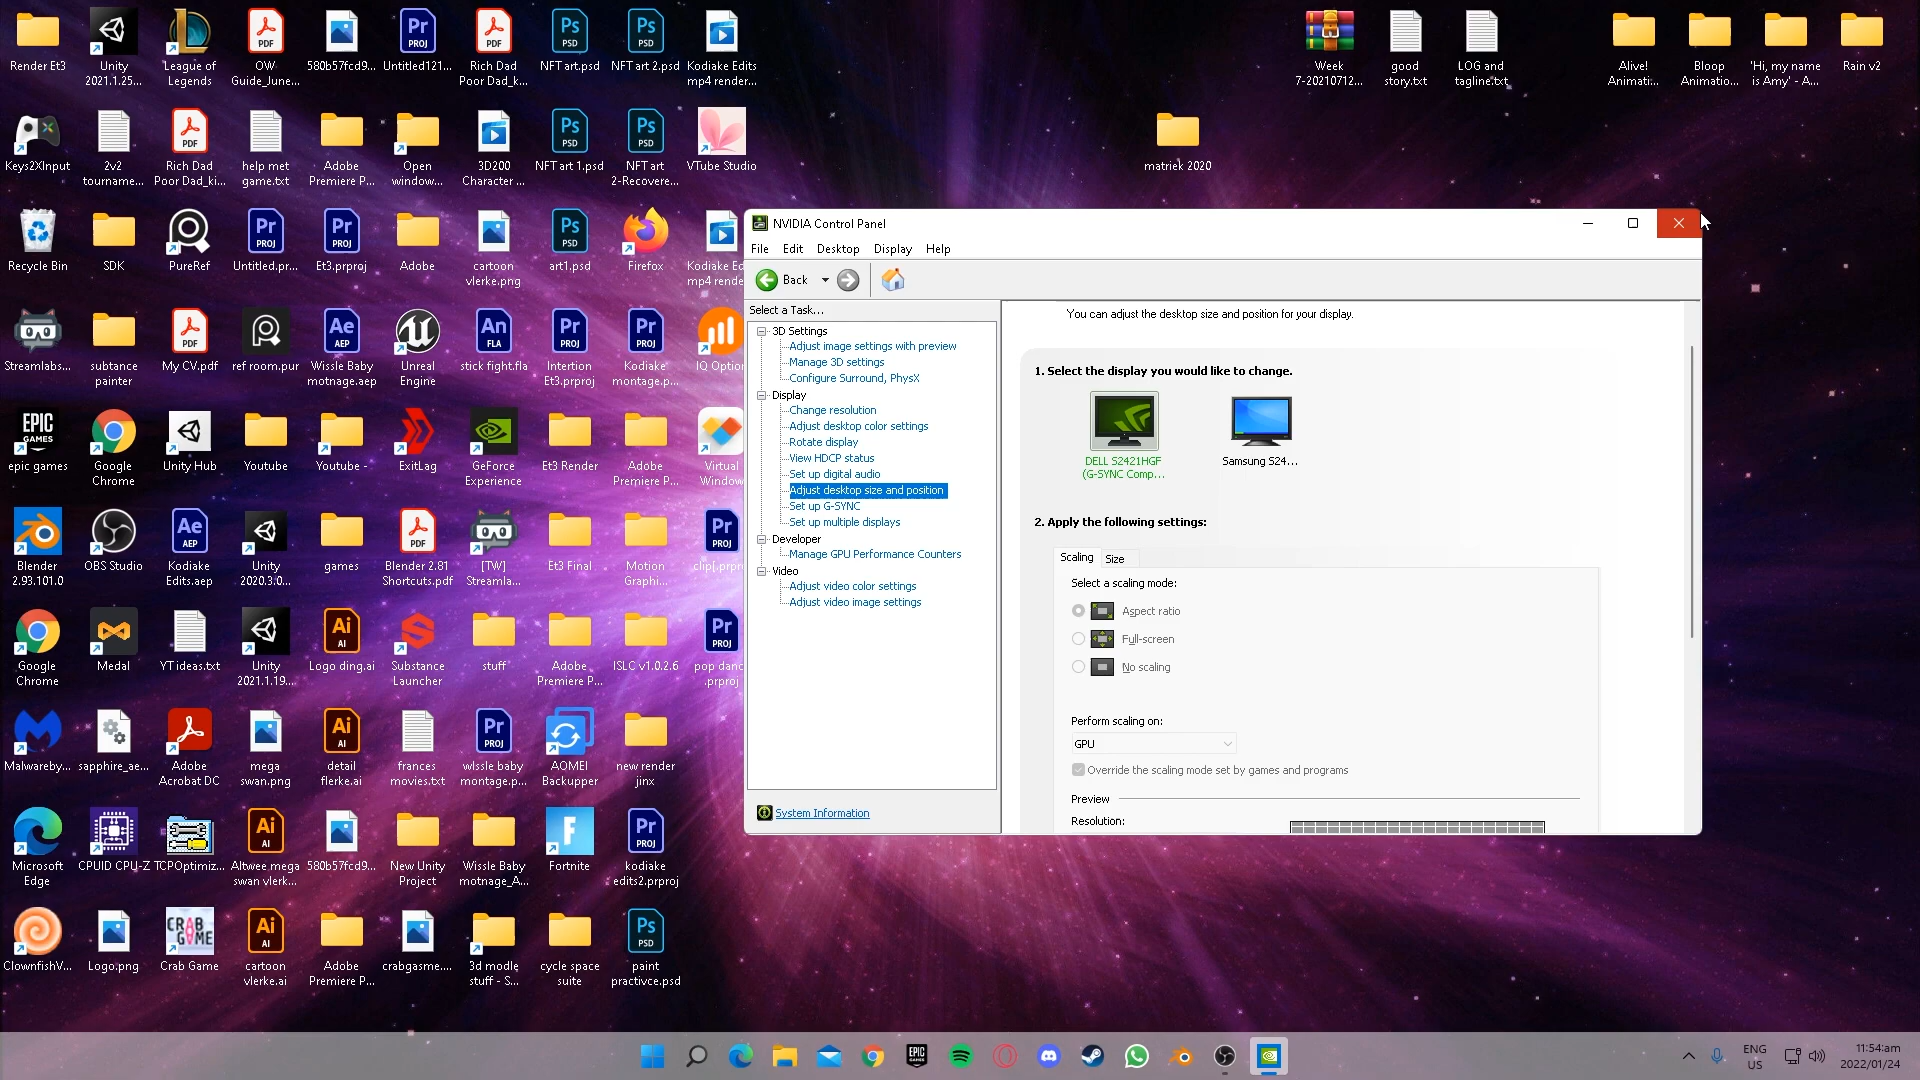 Render Et3
Unity
2021.1.25...
League of
Legends
OW-
Guide_June...
580b57fcd9...
Untitled121...
Rich Dad
Poor Dad_k...
NFT art.psd
NFT art 2.psd
Kodiake Edits
mp4 render...
Week
7-20210712...
good
story.txt
LOG and
tagline.txt
Alive!
Animati...
Bloop
Animatio...
'Hi, my name
is Amy' - A...
Rain v2
Keys2XInput
2v2
tourname...
Rich Dad
Poor Dad_ki...
help met
game.txt
Adobe
Premiere P...
Open
window...
3D200
Character ...
NFT art 1.psd
NFT art
2-Recovere...
VTube Studio
matriek 2020
Recycle Bin
SDK
PureRef
Untitled.pr...
Et3.prproj
Adobe
cartoon
vlerke.png
art1.psd
Firefox
Kodiake Ed
mp4 rende
Streamlabs...
subtance
painter
My CV.pdf
ref room.pur
Wissle Baby
motnage.aep
Unreal
Engine
stick fight.fla
Intertion
Et3.prproj
Kodiake
montage.p...
IQ Optio
epic games
Google
Chrome
Unity Hub
Youtube
Youtube -
ExitLag
GeForce
Experience
Et3 Render
Adobe
Premiere P...
Virtual
Window
Blender
2.93.101.0
OBS Studio
Kodiake
Edits.aep
Unity
2020.3.0...
games
Blender 2.81
Shortcuts.pdf
[TW]
Streamla...
Et3 Final
Motion
Graphi...
clip[.prpr
Google
Chrome
Medal
YT ideas.txt
Unity
2021.1.19....
Logo ding.ai
Substance
Launcher
stuff
Adobe
Premiere P...
ISLC v1.0.2.6
pop danc
.prproj
Malwareby...
sapphire_ae...
Adobe
Acrobat DC
mega
swan.png
detail
flerke.ai
frances
movies.txt
wissle baby
montage.p...
AOMEI
Backupper
new render
jinx
Microsoft
Edge
CPUID CPU-Z
TCPOptimiz...
Altwee mega
swan vlerk...
580b57fcd9...
New Unity
Project
Wissle Baby
motnage_A...
Fortnite
kodiake
edits2.prproj
ClownfishV...
Logo.png
Crab Game
cartoon
vlerke.ai
Adobe
Premiere P...
crabgasme....
3d modle
stuff - S...
cycle space
suite
paint
practivce.psd
NVIDIA Control Panel
File Edit Desktop Display Help
Back
Select a Task...
3D Settings
Adjust image settings with preview
Manage 3D settings
Configure Surround, PhysX
Display
Change resolution
Adjust desktop color settings
Rotate display
View HDCP status
Set up digital audio
Adjust desktop size and position
Set up G-SYNC
Set up multiple displays
Developer
Manage GPU Performance Counters
Video
Adjust video color settings
Adjust video image settings
System Information
You can adjust the desktop size and position for your display.
1. Select the display you would like to change.
DELL S2421HGF
(G-SYNC Comp...
Samsung S24...
2. Apply the following settings:
Scaling Size
Select a scaling mode:
Aspect ratio
Full-screen
No scaling
Perform scaling on:
GPU
Override the scaling mode set by games and programs
Preview
Resolution:
ENG
US
11:54:am
2022/01/24